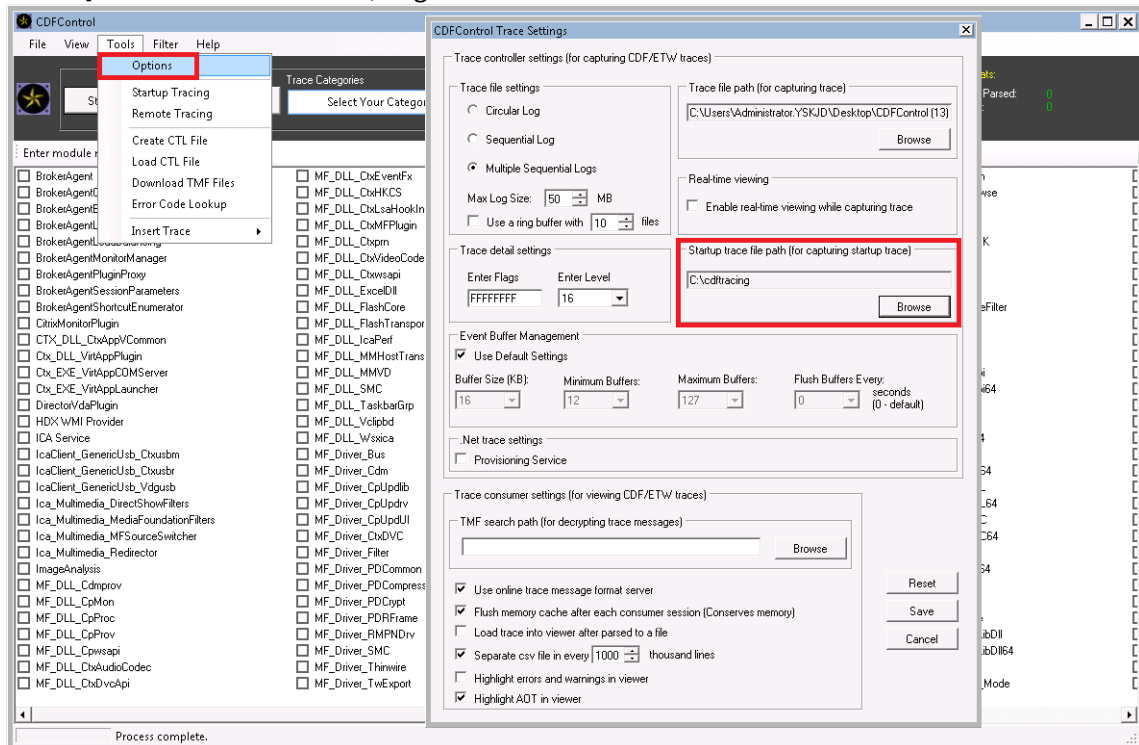 CDFControl
File View Tools Filter Help
Options
Startup Tracing
Remote Tracing
Create CTL File
Load CTL File
Download TMF Files
Error Code Lookup
Insert Trace
Trace Categories
Select Your Categor
Parsed: 0
0
Enter module
BrokerAgent
BrokerAgent
BrokerAgent
BrokerAgent
BrokerAgentLoadBalancing
BrokerAgentMonitorManager
BrokerAgentPluginProxy
BrokerAgentSessionParameters
BrokerAgentShortcutEnumerator
CitrixMonitorPlugin
CTX_DLL_CtxAppVCommon
Ctx_DLL_VirtAppPlugin
Ctx_EXE_VirtAppCOMServer
Ctx_EXE_VirtAppLauncher
DirectorVdaPlugin
HDX WMI Provider
ICA Service
IcaClient_GenericUsb_Ctxusbm
IcaClient_GenericUsb_Ctxusbr
IcaClient_GenericUsb_Vdgusb
Ica_Multimedia_DirectShowFilters
Ica_Multimedia_MediaFoundationFilters
Ica_Multimedia_MFSourceSwitcher
Ica_Multimedia_Redirector
ImageAnalysis
MF_DLL_Cdmprov
MF_DLL_CpMon
MF_DLL_CpProc
MF_DLL_CpProv
MF_DLL_Cpwsapi
MF_DLL_CtxAudioCodec
MF_DLL_CtxDvcApi
MF_DLL_CtxEventFx
MF_DLL_CtxHKCS
MF_DLL_CtxLsaHookIn
MF_DLL_CtxMFPlugin
MF_DLL_Ctxprn
MF_DLL_CtxVideoCode
MF_DLL_Ctxwsapi
MF_DLL_ExcelDll
MF_DLL_FlashCore
MF_DLL_FlashTranspor
MF_DLL_IcaPerf
MF_DLL_MMHostTrans
MF_DLL_MMVD
MF_DLL_SMC
MF_DLL_TaskbarGrp
MF_DLL_Vclipbd
MF_DLL_Wsxica
MF_Driver_Bus
MF_Driver_Cdm
MF_Driver_CpUpdlib
MF_Driver_CpUpdrv
MF_Driver_CpUpdUI
MF_Driver_CtxDVC
MF_Driver_Filter
MF_Driver_PDCommon
MF_Driver_PDCompress
MF_Driver_PDCrypt
MF_Driver_PDRFrame
MF_Driver_RMPNDrv
MF_Driver_SMC
MF_Driver_Thinwire
MF_Driver_TwExport
CDFControl Trace Settings
Trace controller settings (for capturing CDF/ETW traces)
Trace file settings
Circular Log
Sequential Log
Multiple Sequential Logs
Max Log Size: 50 MB
Use a ring buffer with 10 files
Trace file path (for capturing trace)
C:\Users\Administrator.YSKJD\Desktop\CDFControl (13)
Browse
Real-time viewing
Enable real-time viewing while capturing trace
Trace detail settings
Enter Flags Enter Level
FFFFFFFF 16
Startup trace file path (for capturing startup trace)
C:\cdftracing
Browse
Event Buffer Management
Use Default Settings
Buffer Size (KB): Minimum Buffers: Maximum Buffers: Flush Buffers Every:
16 12 127 0 seconds
(0 - default)
.Net trace settings
Provisioning Service
Trace consumer settings (for viewing CDF/ETW traces)
TMF search path (for decrypting trace messages)
Browse
Use online trace message format server
Flush memory cache after each consumer session (Conserves memory)
Load trace into viewer after parsed to a file
Separate csv file in every 1000 thousand lines
Highlight errors and warnings in viewer
Highlight AOT in viewer
Reset
Save
Cancel
Process complete.